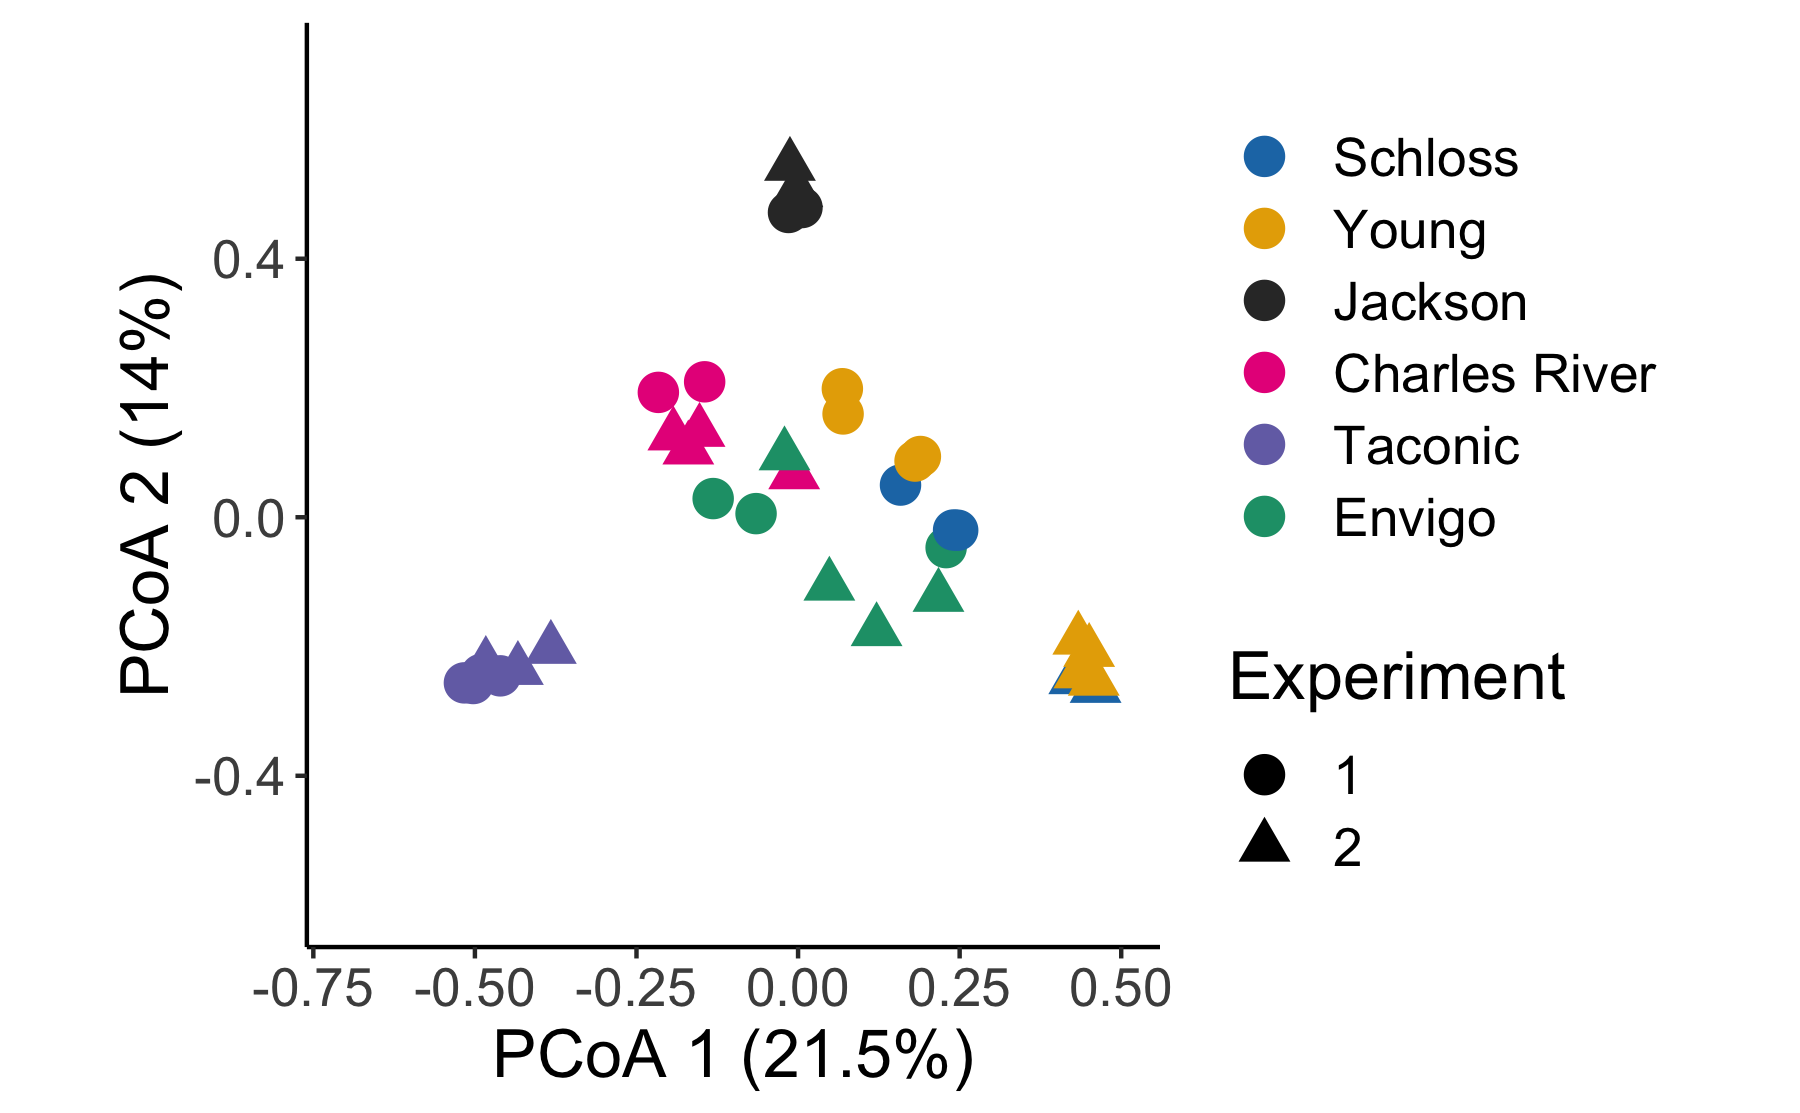 PCoA 2 (14%)
0.4
0.0
-0.4
-0.75 -0.50 -0.25 0.00 0.25 0.50
PCoA 1 (21.5%)
Schloss
Young
Jackson
Charles River
Taconic
Envigo
Experiment
1
2